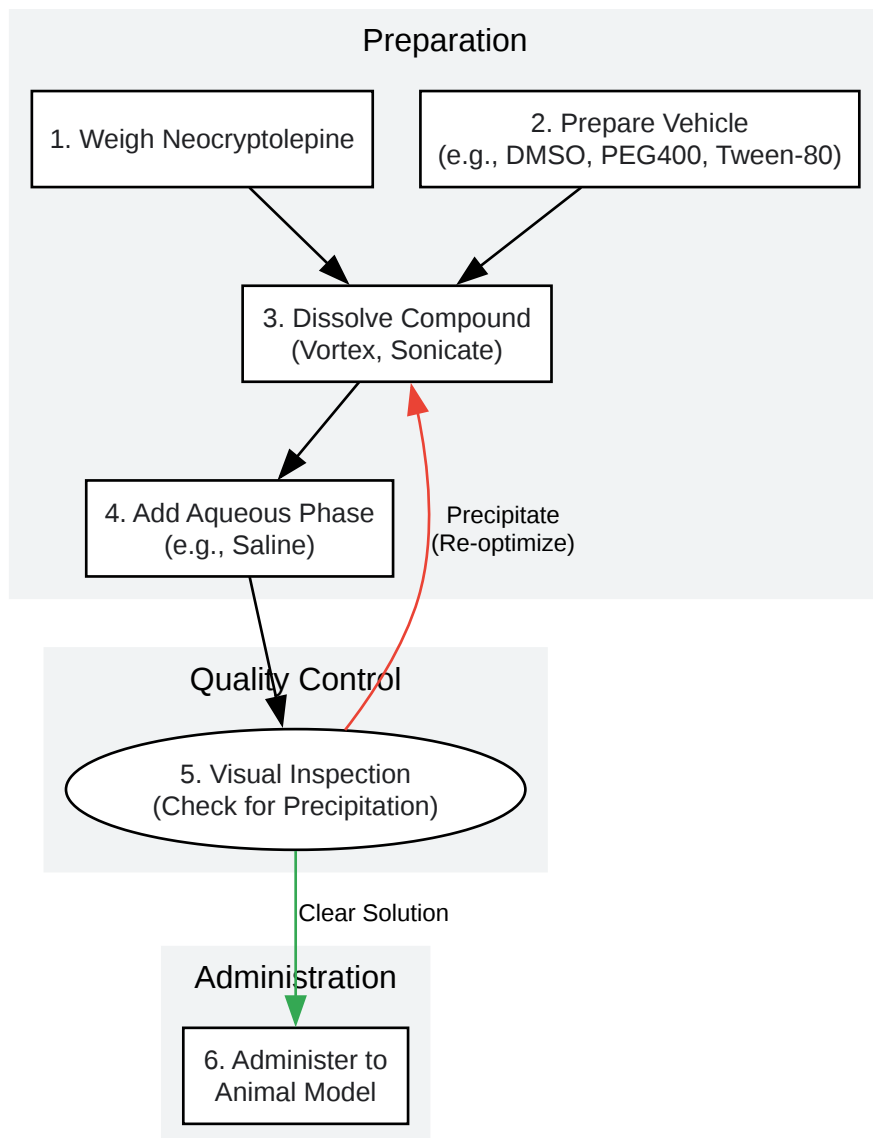 Preparation
1. Weigh Neocryptolepine
2. Prepare Vehicle
(e.g., DMSO, PEG400, Tween-80)
3. Dissolve Compound
(Vortex, Sonicate)
4. Add Aqueous Phase
(e.g., Saline)
Precipitate
(Re-optimize)
Quality Control
5. Visual Inspection
(Check for Precipitation)
Clear Solution
Administration
6. Administer to
Animal Model